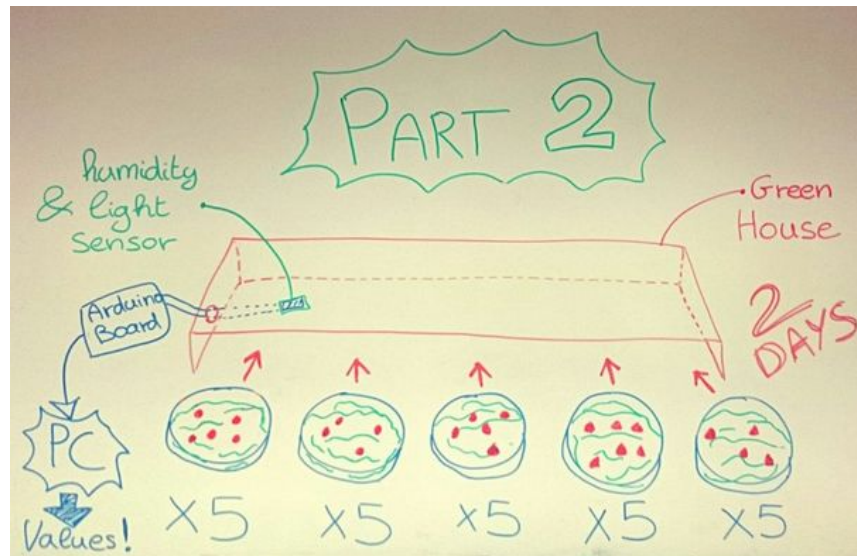 PART 2
humidity
& light
sensor
Green
House
Arduino
Board
2
DAYS
PC
Values!
x5
x5
x5
x5
x5